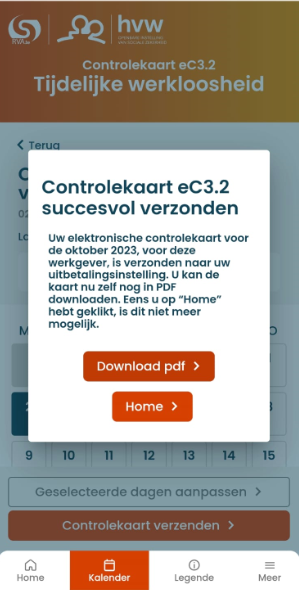 RVA.be
hvw
Controlekaart eC3.2
Tijdelijke werkloosheid
Terug
Controlekaart eC3.2
succesvol verzonden
Uw elektronische controlekaart voor
de oktober 2023, voor deze
werkgever, is verzonden naar uw
uitbetalingsinstelling. U kan de
kaart nu zelf nog in PDF
downloaden. Eens u op “Home”
hebt geklikt, is dit niet meer
mogelijk.
Download pdf
Home
9 10 11 12 13 14 15
Geselecteerde dagen aanpassen
Controlekaart verzenden
Home Kalender Legende Meer